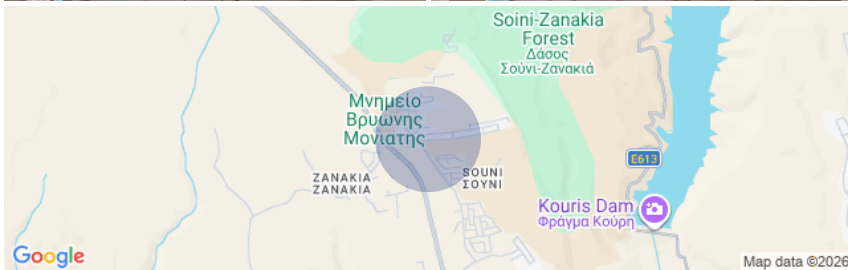 Soini-Zanakia
Forest
Δάσος
Σούνι-Ζανακιά
Μνημείο
Βρυωνης
Μονιατης
E613
ZANAKIA
ΖΑΝΑΚΙΑ
SOUNI
ΣΟΥΝΙ
Kouris Dam
Φράγμα Κούρη
Google
Map data ©2026